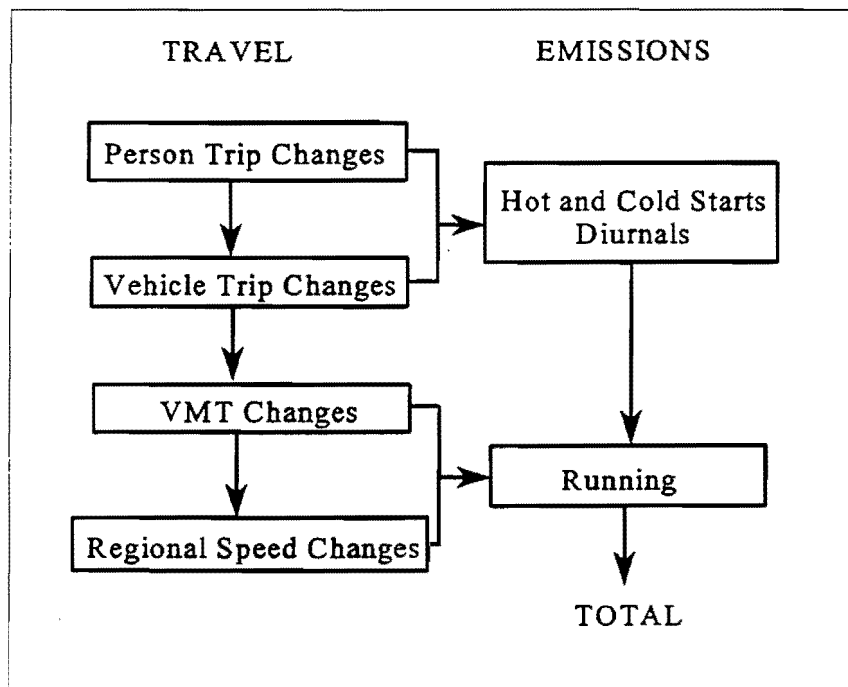 TRAVEL
EMISSIONS
Person Trip Changes
Hot and Cold Starts
Diurnals
Vehicle Trip Changes
VMT Changes
Running
Regional Speed Changes
TOTAL